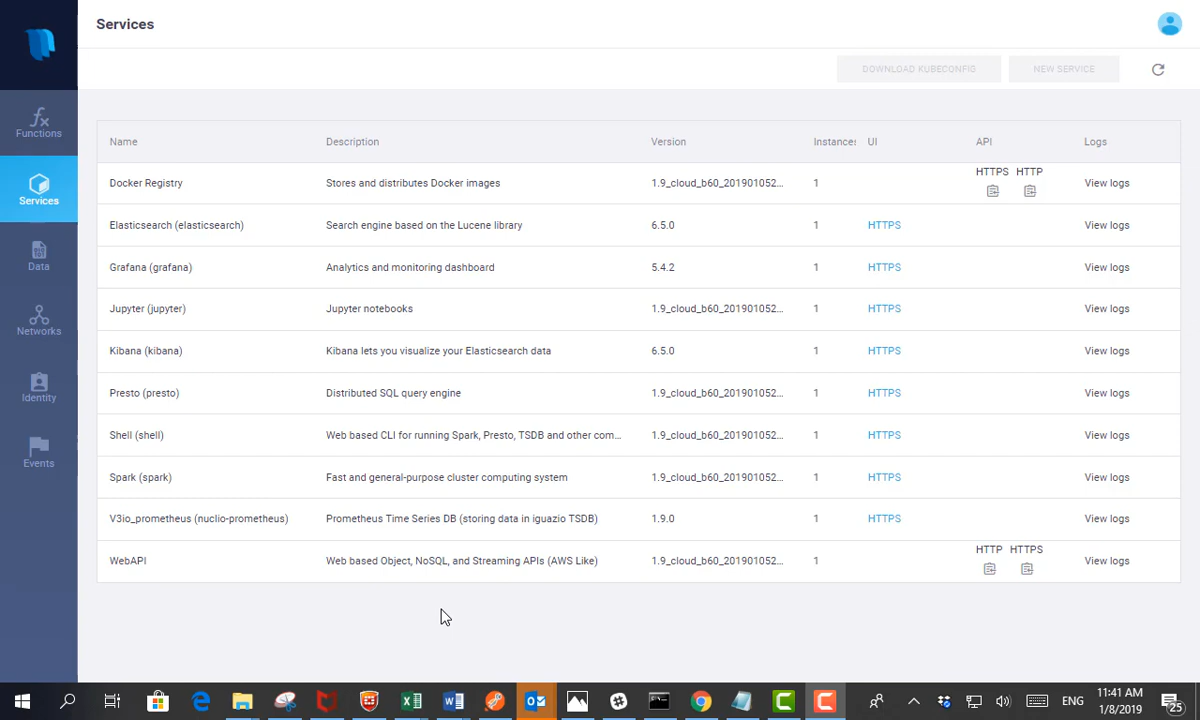 Services
DOWNLOAD KUBECONFIG NEW SERVICE
Functions
Services
Data
Networks
Identity
Events
Name Description Version Instances UI API Logs
Docker Registry Stores and distributes Docker images 1.9_cloud_b60_201901052... 1 HTTPS HTTP View logs
Elasticsearch (elasticsearch) Search engine based on the Lucene library 6.5.0 1 HTTPS View logs
Grafana (grafana) Analytics and monitoring dashboard 5.4.2 1 HTTPS View logs
Jupyter (jupyter) Jupyter notebooks 1.9_cloud_b60_201901052... 1 HTTPS View logs
Kibana (kibana) Kibana lets you visualize your Elasticsearch data 6.5.0 1 HTTPS View logs
Presto (presto) Distributed SQL query engine 1.9_cloud_b60_201901052... 1 HTTPS View logs
Shell (shell) Web based CLI for running Spark, Presto, TSDB and other com... 1.9_cloud_b60_201901052... 1 HTTPS View logs
Spark (spark) Fast and general-purpose cluster computing system 1.9_cloud_b60_201901052... 1 HTTPS View logs
V3io_prometheus (nuclio-prometheus) Prometheus Time Series DB (storing data in iguazio TSDB) 1.9.0 1 HTTPS View logs
WebAPI Web based Object, NoSQL, and Streaming APIs (AWS Like) 1.9_cloud_b60_201901052... 1 HTTP HTTPS View logs
ENG 11:41 AM
1/8/2019
25